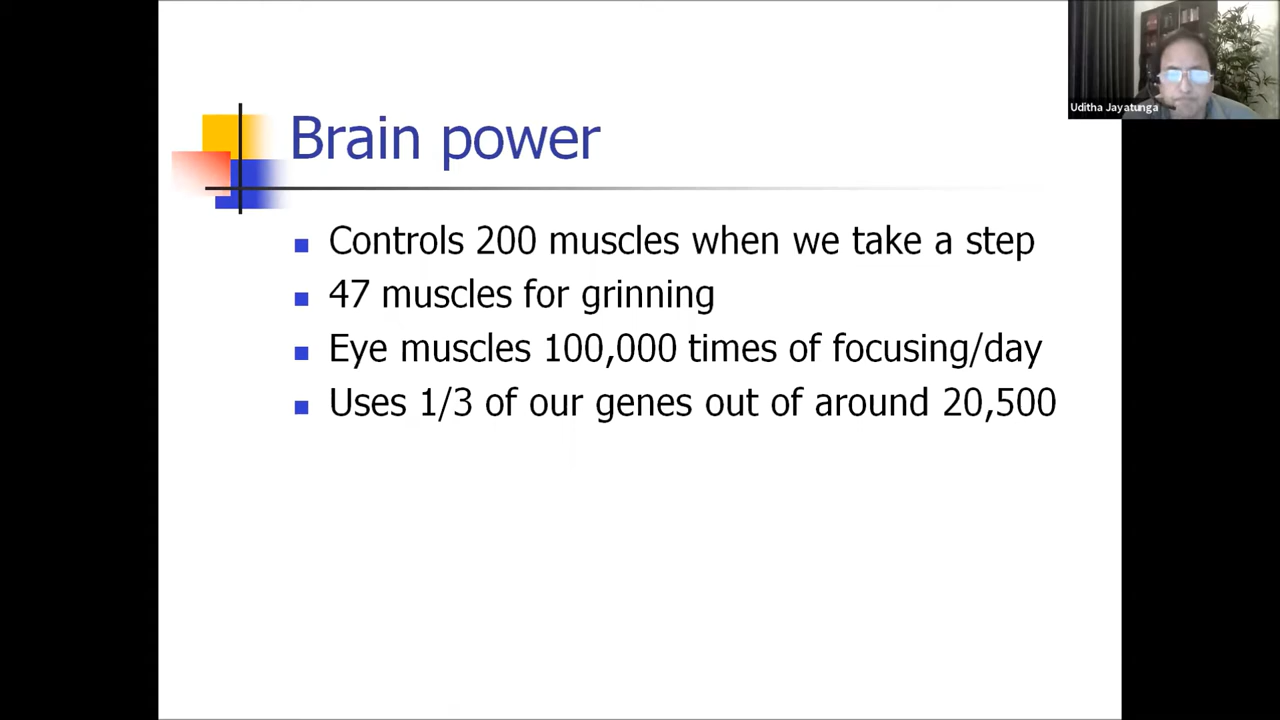 Uditha Jayatunga
Brain power
Controls 200 muscles when we take a step
47 muscles for grinning
Eye muscles 100,000 times of focusing/day
Uses 1/3 of our genes out of around 20,500